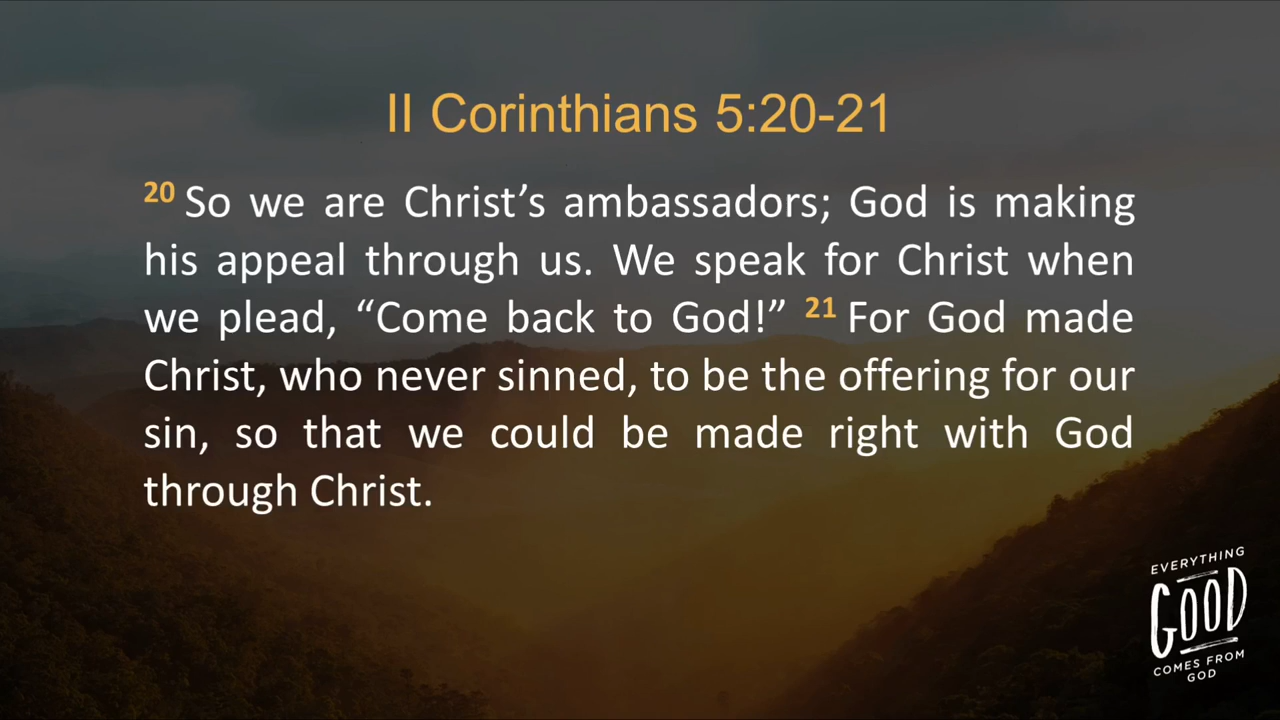 II Corinthians 5:20-21
20 So we are Christ’s ambassadors; God is making
his appeal through us. We speak for Christ when
we plead, “Come back to God!” 21 For God made
Christ, who never sinned, to be the offering for our
sin, so that we could be made right with God
through Christ.
EVERYTHING
GOOD
COMES FROM
GOD